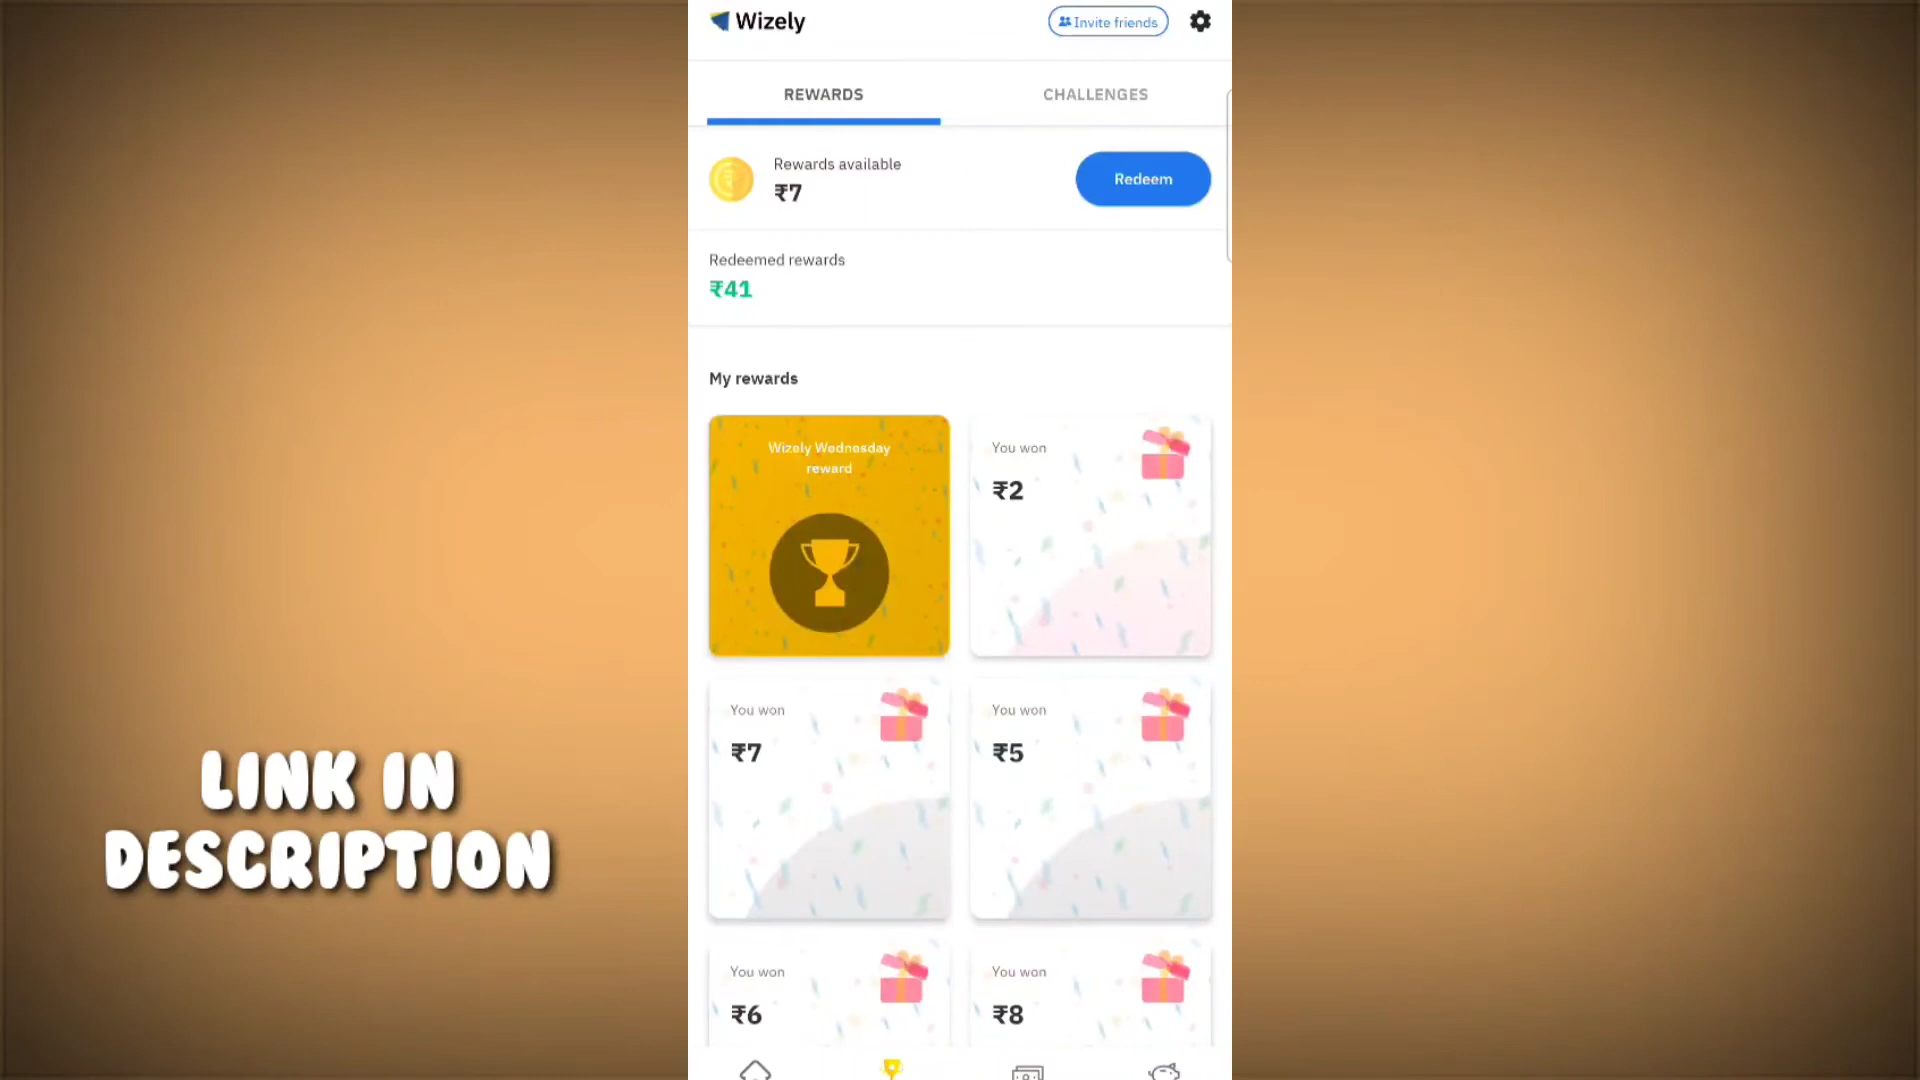 Wizely
Invite friends
REWARDS
CHALLENGES
Rewards available
₹7
Redeem
Redeemed rewards
₹41
My rewards
Wizely Wednesday
reward
You won
₹2
You won
₹7
You won
₹5
You won
₹6
You won
₹8
LINK IN
DESCRIPTION